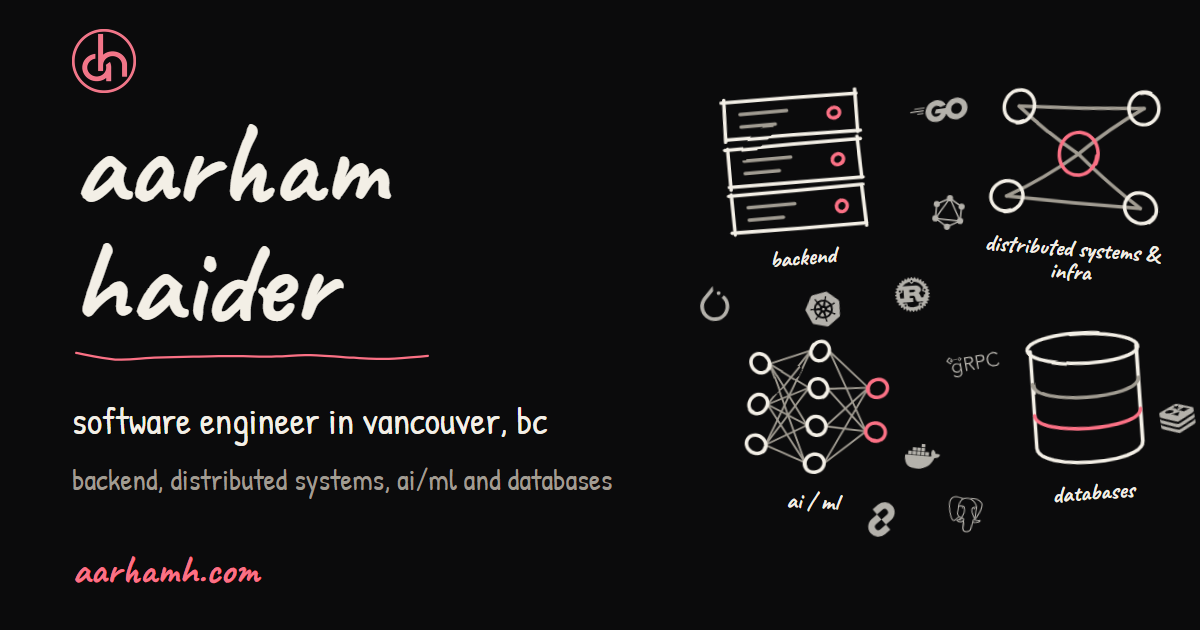 aarham
haider
software engineer in vancouver, bc
backend, distributed systems, ai/ml and databases
aarhamh.com
GO
backend
distributed systems &
infra
R
gRPC
ai / ml
databases